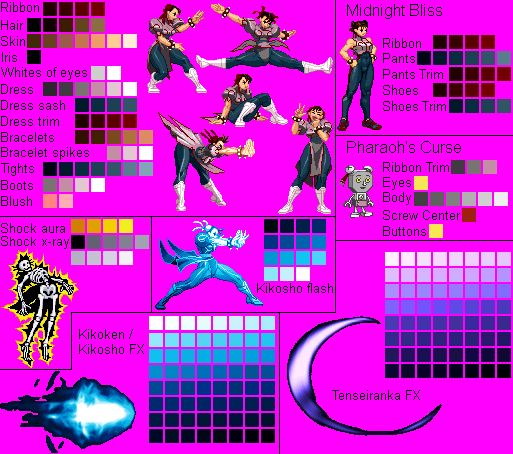 Ribbon
Hair
Skin
Iris
Whites of eyes
Dress
Dress sash
Dress trim
Bracelets
Bracelet spikes
Tights
Boots
Blush
Midnight Bliss
Ribbon
Pants
Pants Trim
Shoes
Shoes Trim
Pharaoh's Curse
Ribbon Trim
Eyes
Body
Screw Center
Buttons
Shock aura
Shock x-ray
Kikosho flash
Kikoken /
Kikosho FX
Tenseiranka FX